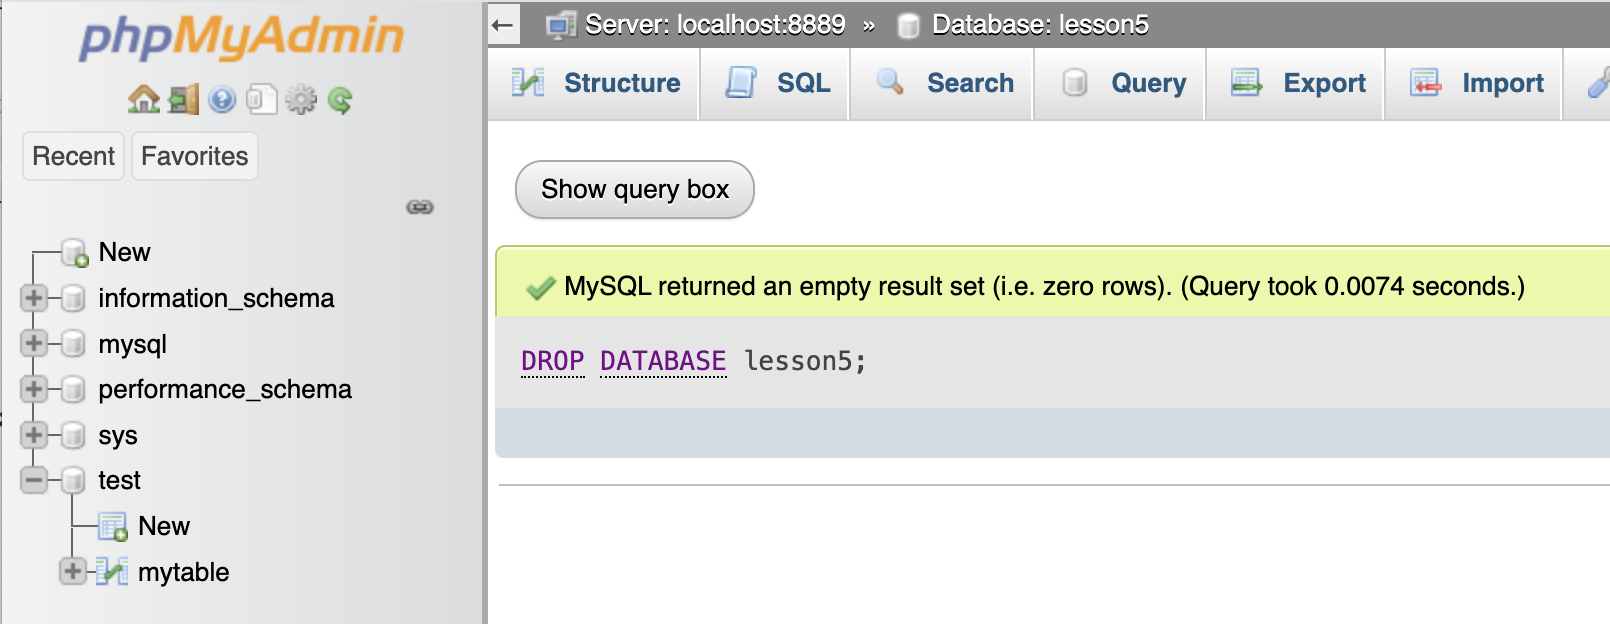 phpMyAdmin
Recent
Favorites
New
information_schema
mysql
performance_schema
sys
test
New
mytable
Server: localhost:8889 » Database: lesson5
Structure
SQL
Search
Query
Export
Import
Show query box
MySQL returned an empty result set (i.e. zero rows). (Query took 0.0074 seconds.)
DROP DATABASE lesson5;